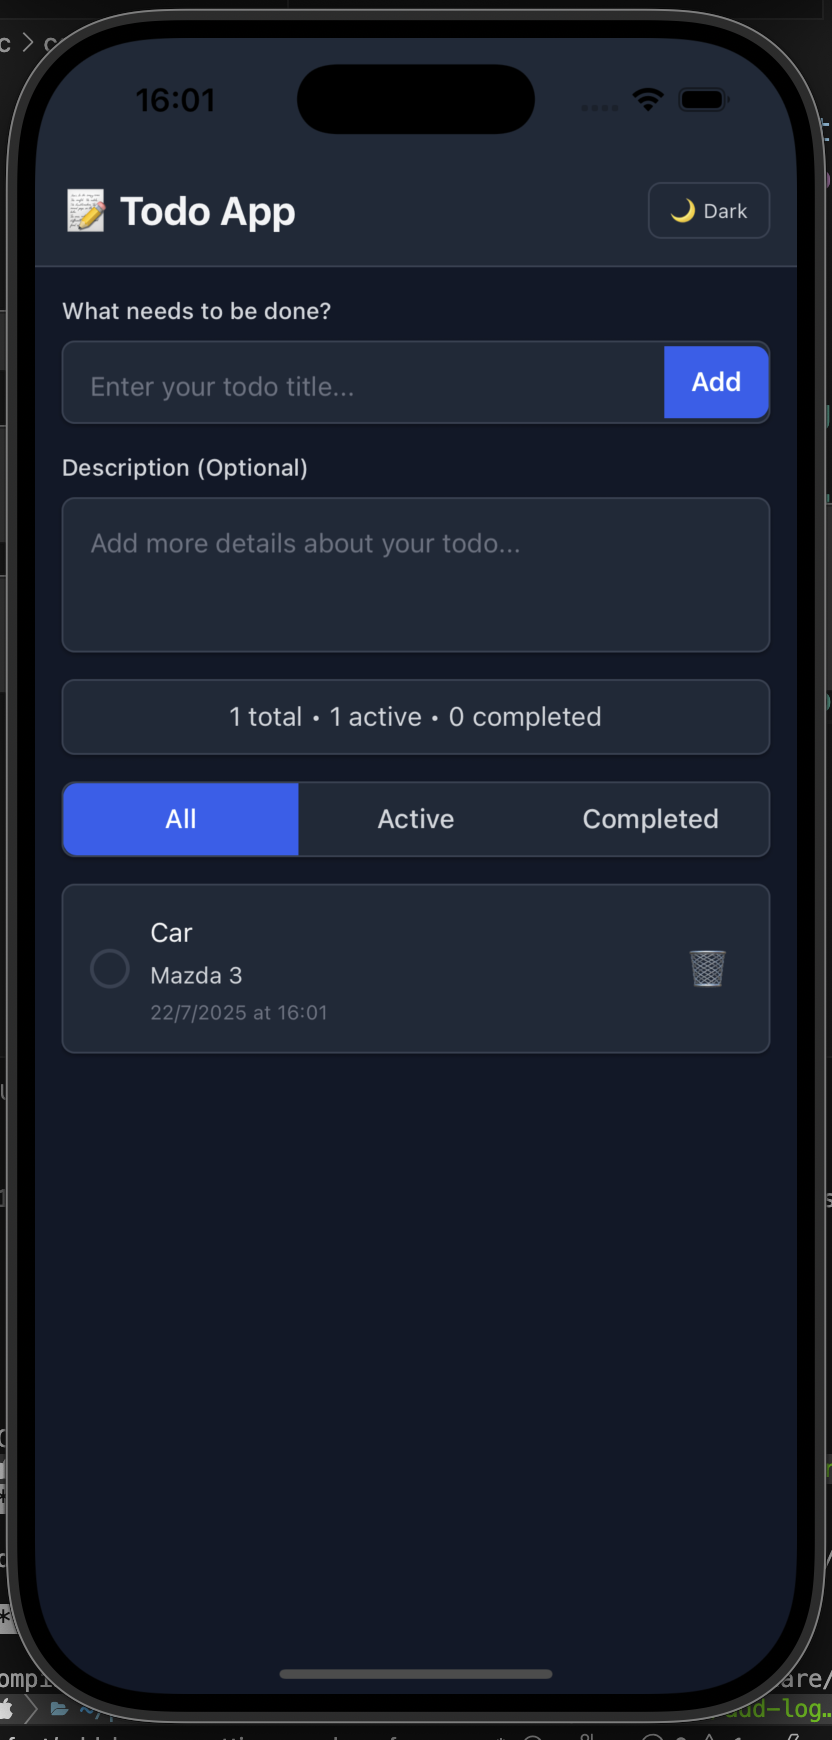 16:01
Todo App
🌙 Dark
What needs to be done?
Enter your todo title...
Add
Description (Optional)
Add more details about your todo...
1 total • 1 active • 0 completed
All
Active
Completed
Car
Mazda 3
22/7/2025 at 16:01